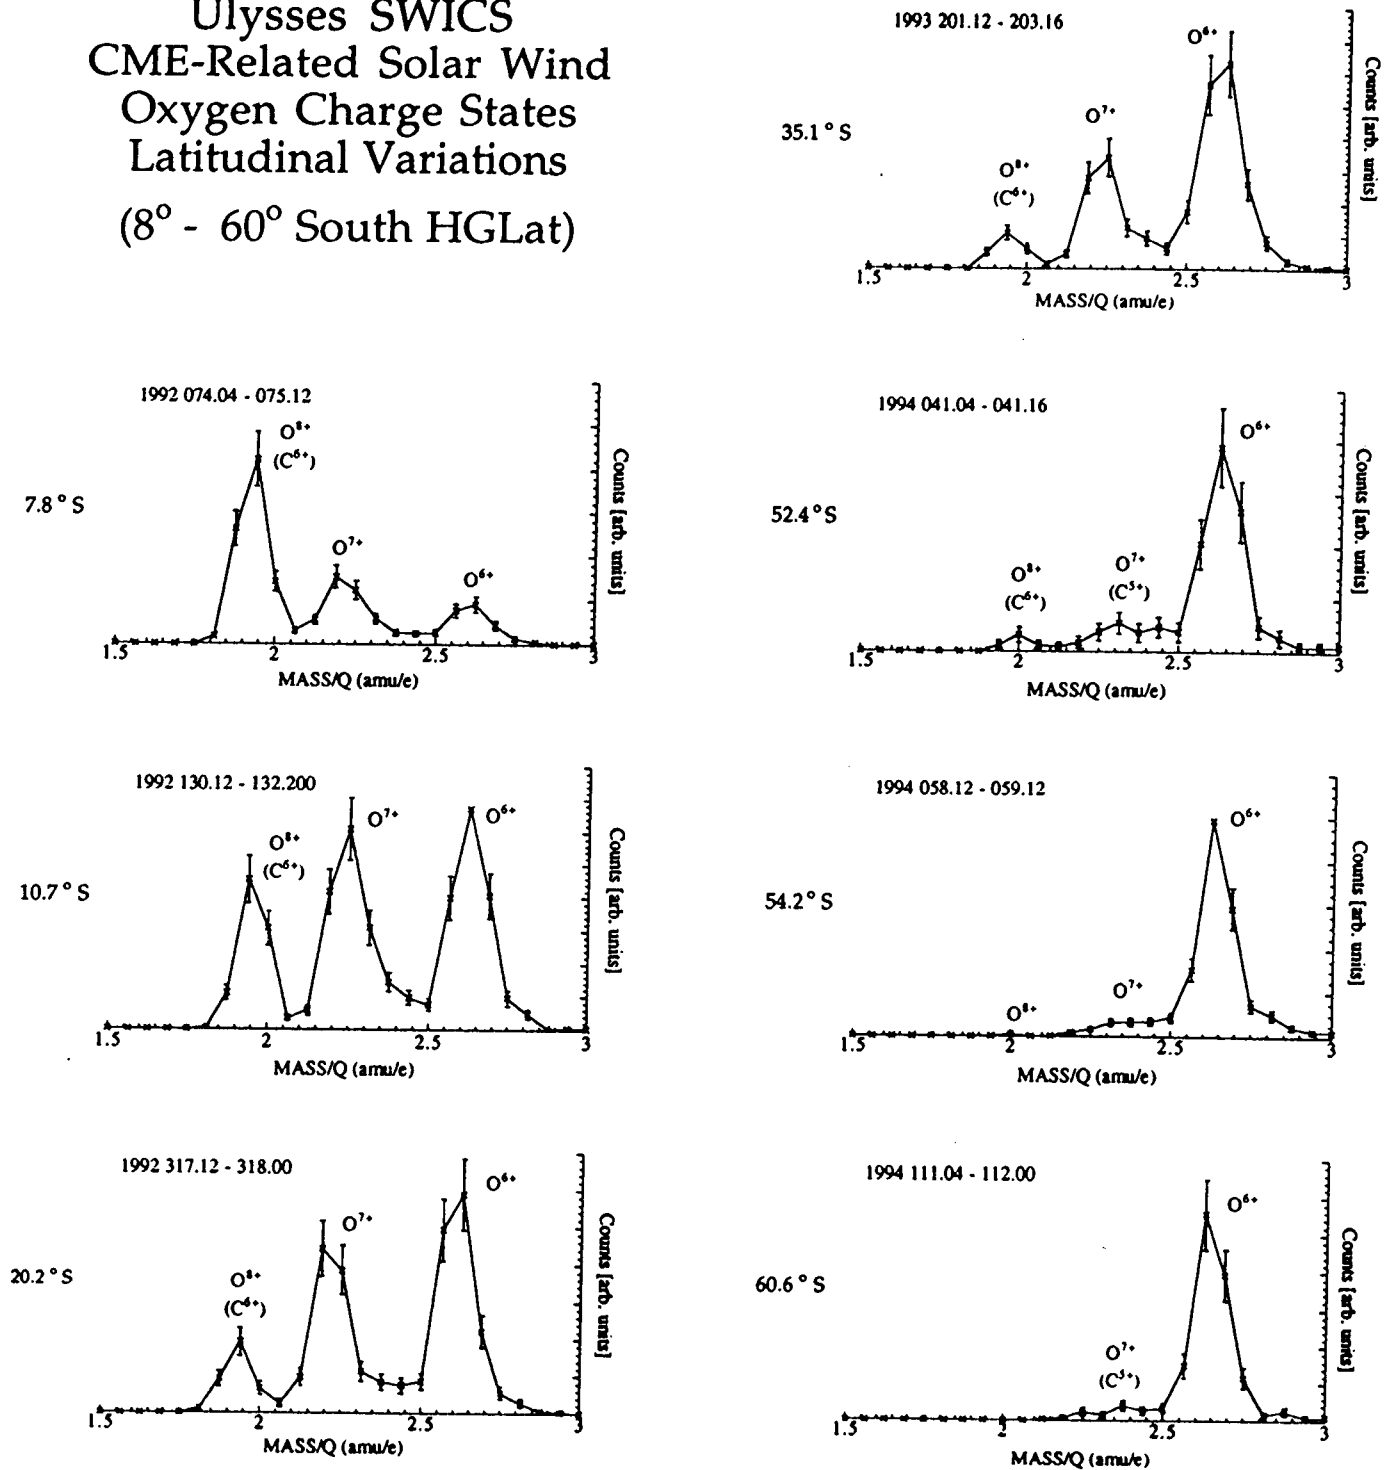 Ulysses SWICS
CME-Related Solar Wind
Oxygen Charge States
Latitudinal Variations
(8° - 60° South HGLat)
7.8° S
1992 074.04 - 075.12
O⁸⁺
(C⁶⁺)
O⁷⁺
O⁶⁺
Counts [arb. units]
1.5 2 2.5 3
MASS/Q (amu/e)
10.7° S
1992 130.12 - 132.200
O⁸⁺
(C⁶⁺)
O⁷⁺
O⁶⁺
Counts [arb. units]
1.5 2 2.5 3
MASS/Q (amu/e)
20.2° S
1992 317.12 - 318.00
O⁸⁺
(C⁶⁺)
O⁷⁺
O⁶⁺
Counts [arb. units]
1.5 2 2.5 3
MASS/Q (amu/e)
35.1° S
1993 201.12 - 203.16
O⁸⁺
(C⁶⁺)
O⁷⁺
O⁶⁺
Counts [arb. units]
1.5 2 2.5 3
MASS/Q (amu/e)
52.4° S
1994 041.04 - 041.16
O⁸⁺
(C⁶⁺)
O⁷⁺
(C⁵⁺)
O⁶⁺
Counts [arb. units]
1.5 2 2.5 3
MASS/Q (amu/e)
54.2° S
1994 058.12 - 059.12
O⁸⁺
O⁷⁺
O⁶⁺
Counts [arb. units]
1.5 2 2.5 3
MASS/Q (amu/e)
60.6° S
1994 111.04 - 112.00
O⁷⁺
(C⁵⁺)
O⁶⁺
Counts [arb. units]
1.5 2 2.5 3
MASS/Q (amu/e)